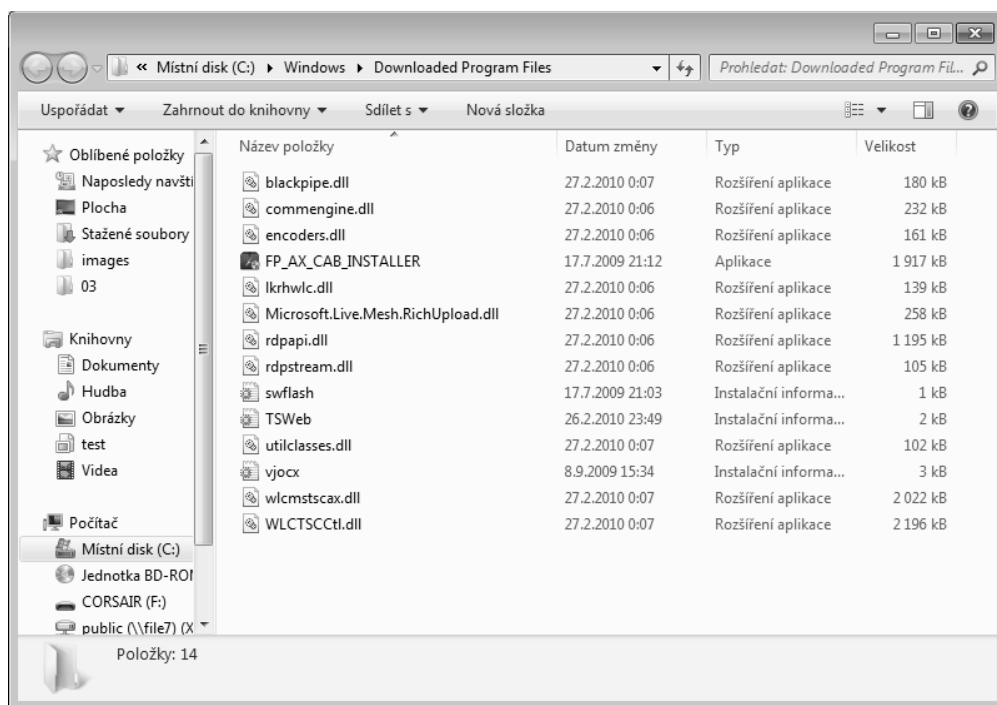 « Místní disk (C:) Windows Downloaded Program Files Prohledat: Downloaded Program Fil...
Uspořádat Zahrnout do knihovny Sdílet s Nová složka
Oblíbené položky
Naposledy navští
Plocha
Stažené soubory
images
03
Knihovny
Dokumenty
Hudba
Obrázky
test
Videa
Počítač
Místní disk (C:)
Jednotka BD-RO
CORSAIR (F:)
public (\\file7) (X
Název položky Datum změny Typ Velikost
blackpipe.dll 27.2.2010 0:07 Rozšíření aplikace 180 kB
commengine.dll 27.2.2010 0:06 Rozšíření aplikace 232 kB
encoders.dll 27.2.2010 0:06 Rozšíření aplikace 161 kB
FP_AX_CAB_INSTALLER 17.7.2009 21:12 Aplikace 1 917 kB
lkrhwlc.dll 27.2.2010 0:06 Rozšíření aplikace 139 kB
Microsoft.Live.Mesh.RichUpload.dll 27.2.2010 0:06 Rozšíření aplikace 258 kB
rdpapi.dll 27.2.2010 0:06 Rozšíření aplikace 1 195 kB
rdpstream.dll 27.2.2010 0:06 Rozšíření aplikace 105 kB
swflash 17.7.2009 21:03 Instalační informa... 1 kB
TSWeb 26.2.2010 23:49 Instalační informa... 2 kB
utilclasses.dll 27.2.2010 0:07 Rozšíření aplikace 102 kB
vjocx 8.9.2009 15:34 Instalační informa... 3 kB
wlcmstscax.dll 27.2.2010 0:07 Rozšíření aplikace 2 022 kB
WLCTSCCtl.dll 27.2.2010 0:07 Rozšíření aplikace 2 196 kB
Položky: 14